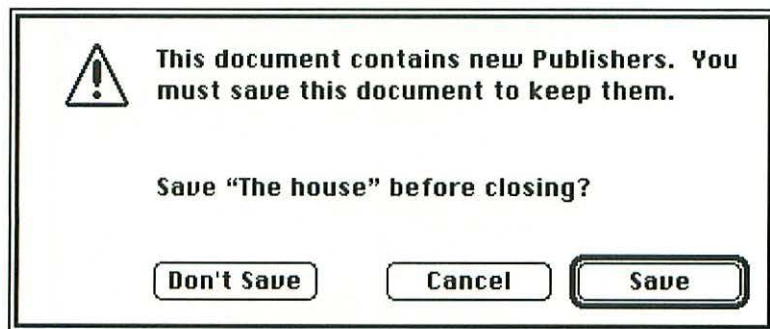 This document contains new Publishers.  You
must save this document to keep them.
Save “The house” before closing?
Don't Save
Cancel
Save